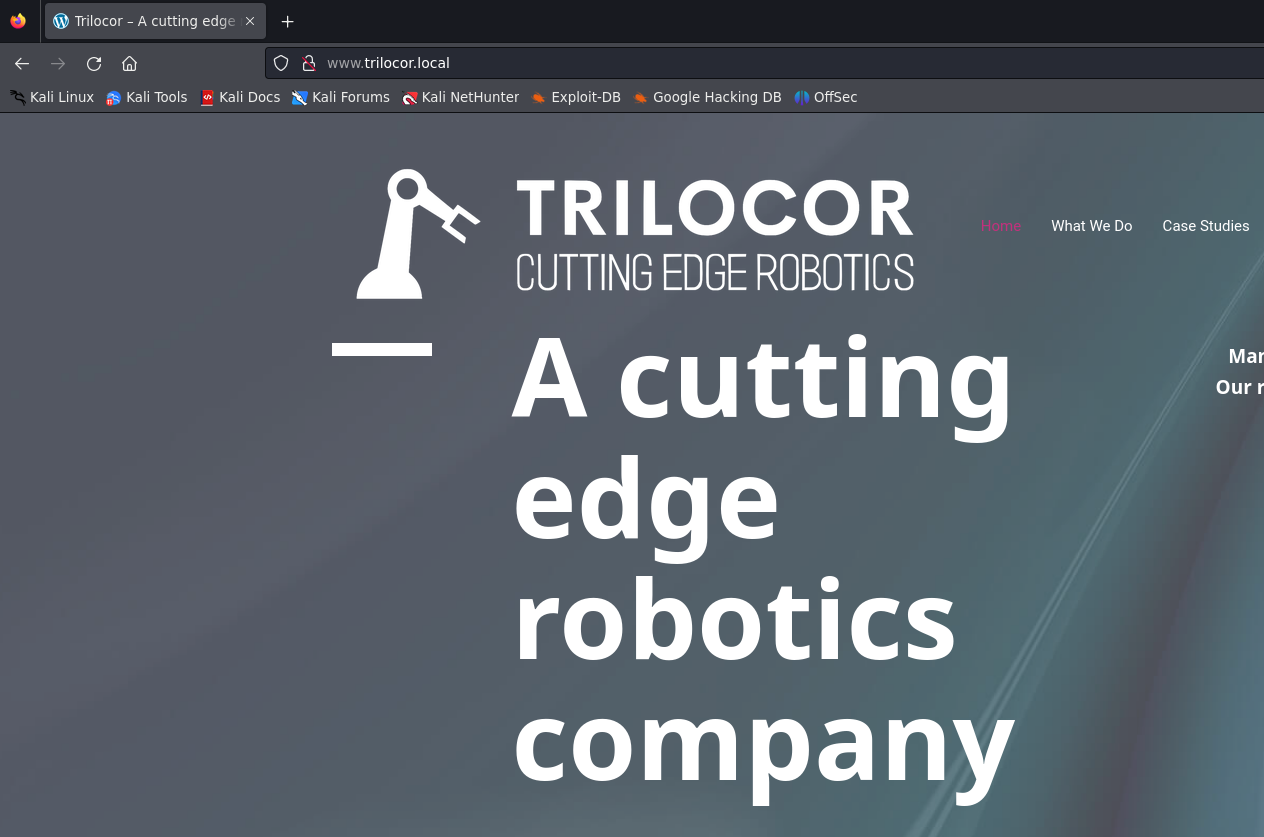 Trilocor – A cutting edge
www.trilocor.local
Kali Linux Kali Tools Kali Docs Kali Forums Kali NetHunter Exploit-DB Google Hacking DB OffSec
TRILOCOR
CUTTING EDGE ROBOTICS
Home What We Do Case Studies
A cutting
edge
robotics
company
Our